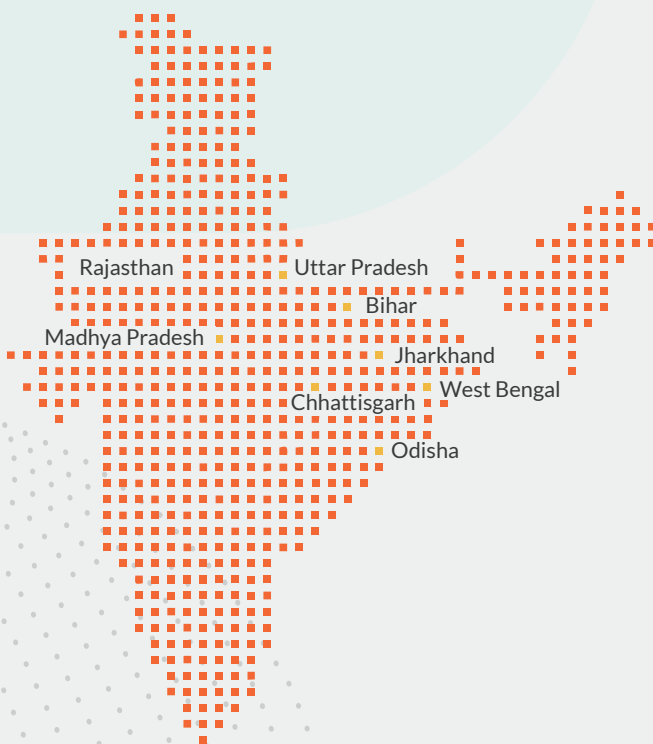 Rajasthan
Uttar Pradesh
Bihar
Madhya Pradesh
Jharkhand
West Bengal
Chhattisgarh
Odisha